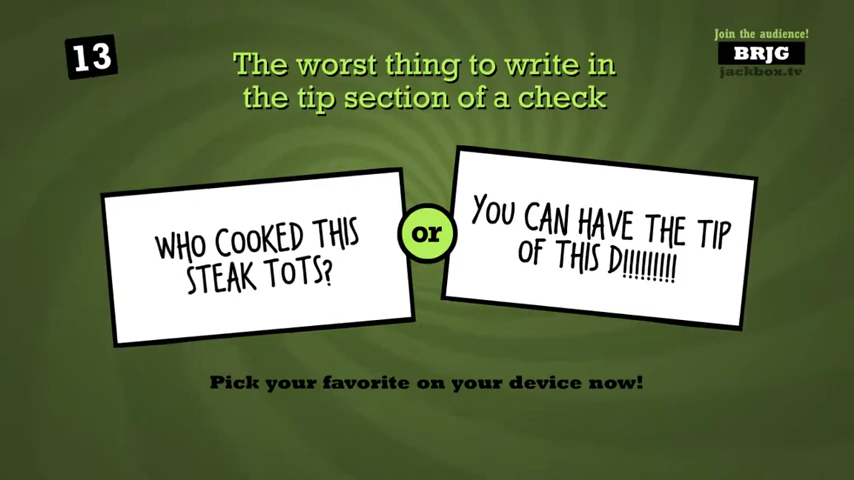 13
Join the audience!
BRJG
jackbox.tv
The worst thing to write in
the tip section of a check
WHO COOKED THIS
STEAK TOTS?
or
YOU CAN HAVE THE TIP
OF THIS D!!!!!!!!!
Pick your favorite on your device now!